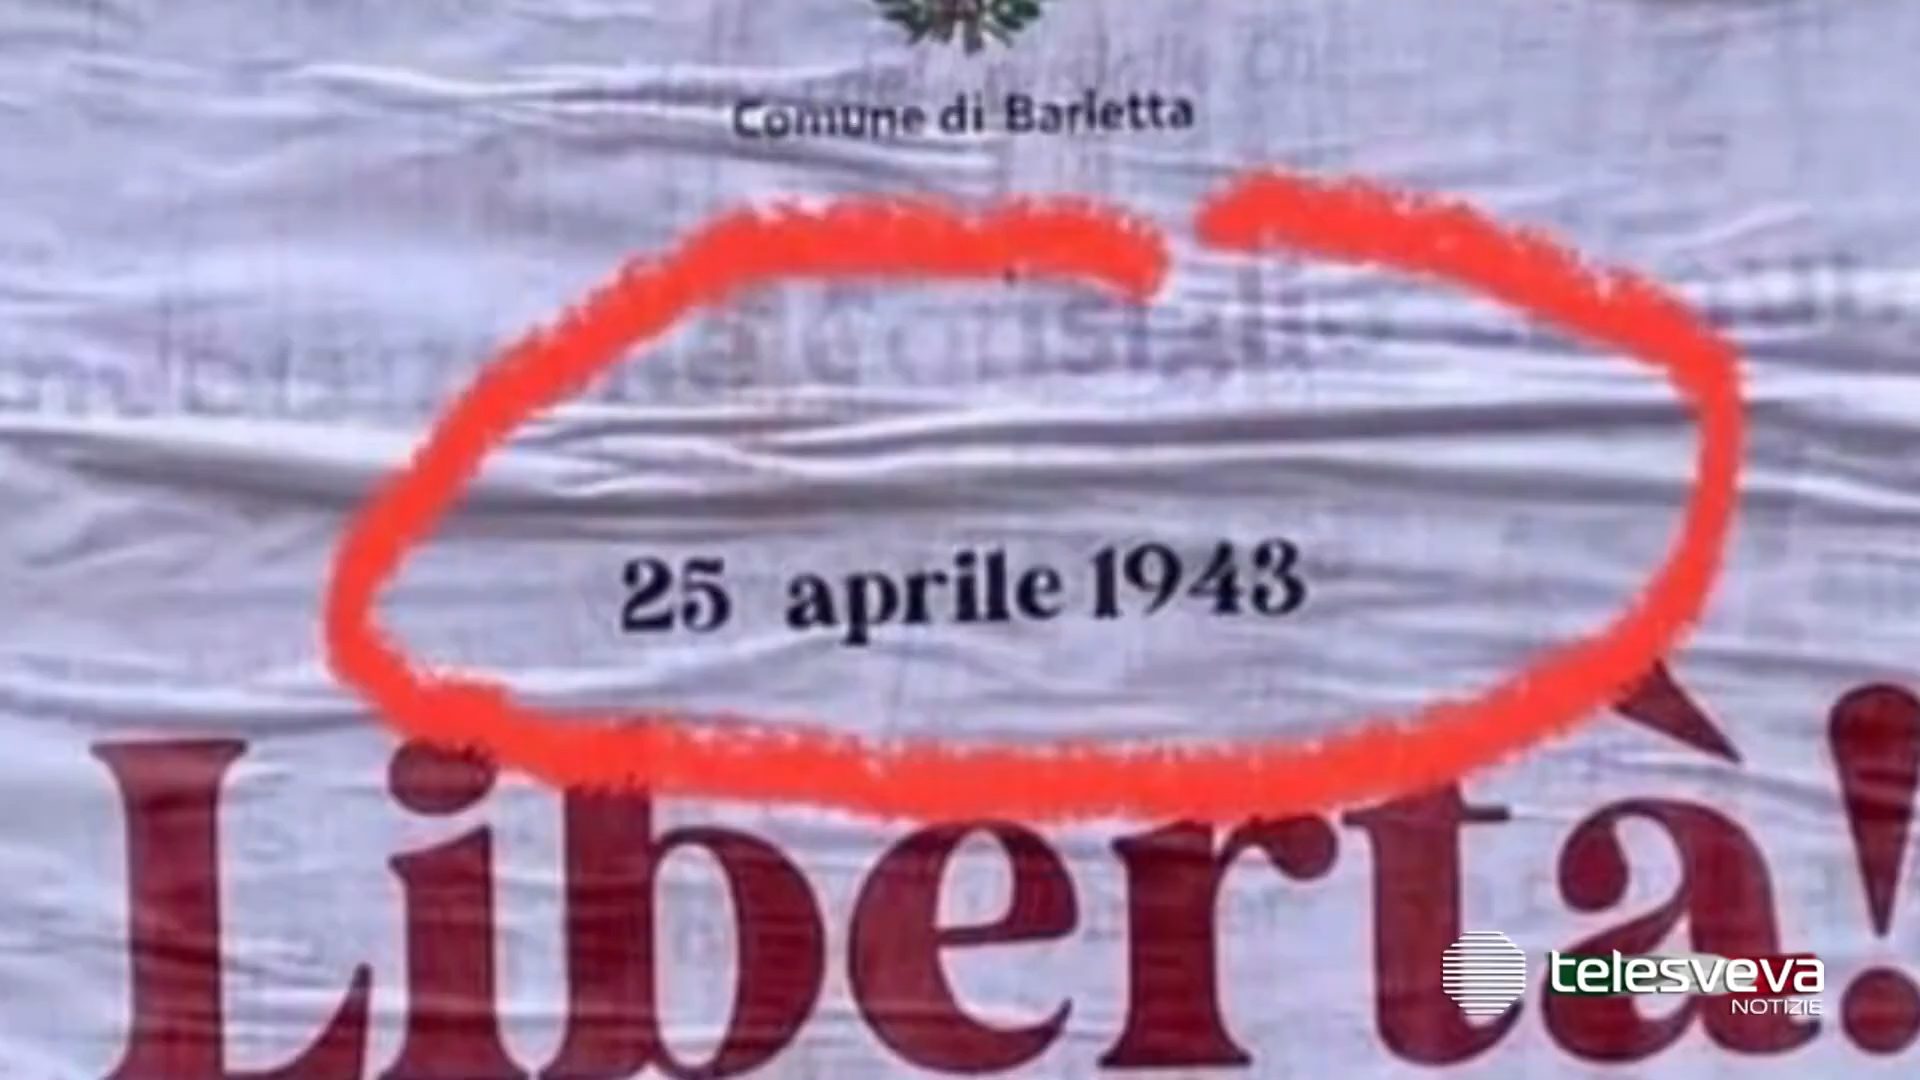 Comune di Barletta
25 aprile 1943
Libertà!
telesveva
NOTIZIE